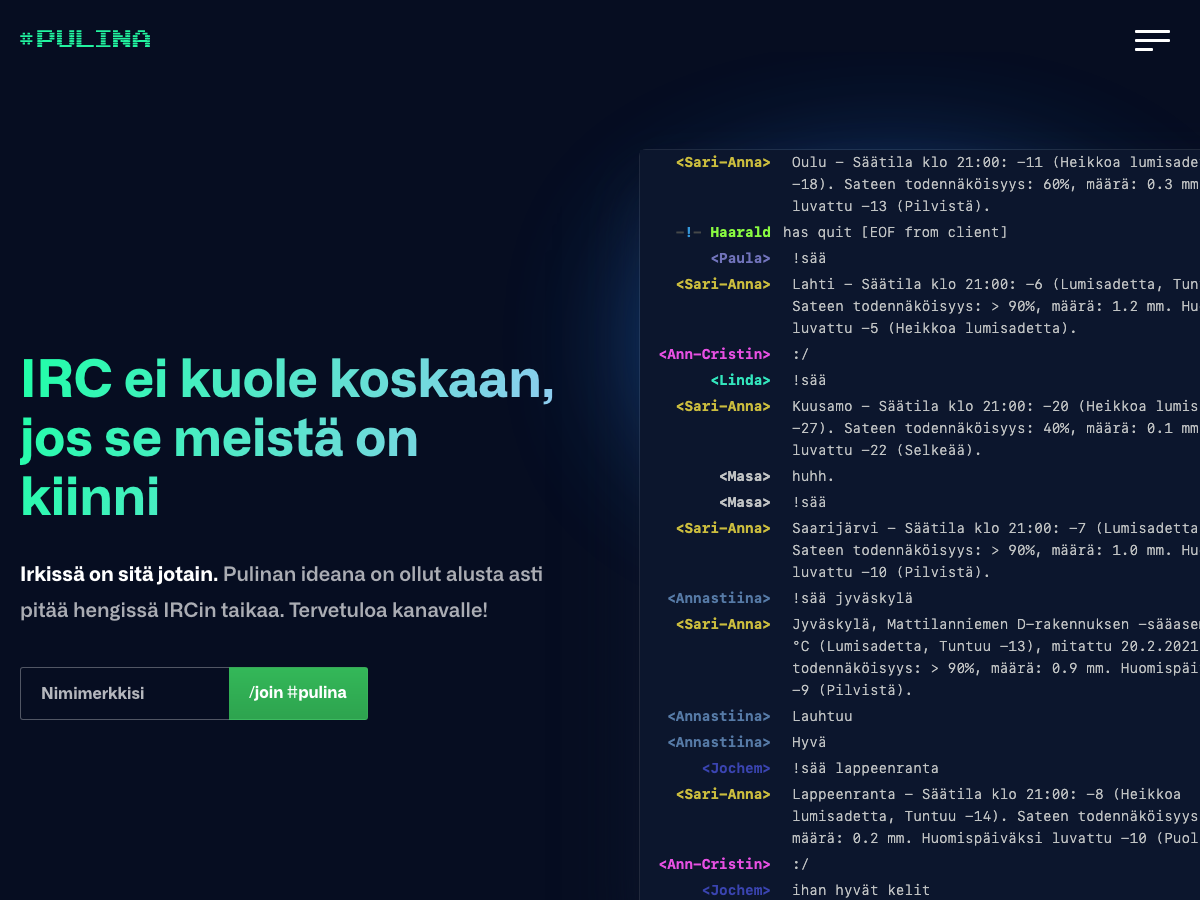 #PULINA
IRC ei kuole koskaan,
jos se meistä on
kiinni
Irkissä on sitä jotain. Pulinan ideana on ollut alusta asti
pitää hengissä IRCin taikaa. Tervetuloa kanavalle!
Nimimerkkisi
/join #pulina
<Sari-Anna> Oulu - Säätila klo 21:00: -11 (Heikkoa lumisade
-18). Sateen todennäköisyys: 60%, määrä: 0.3 mm
luvattu -13 (Pilvistä).
-!- Haarald has quit [EOF from client]
<Paula> !sää
<Sari-Anna> Lahti - Säätila klo 21:00: -6 (Lumisadetta, Tun
Sateen todennäköisyys: > 90%, määrä: 1.2 mm. Hu
luvattu -5 (Heikkoa lumisadetta).
<Ann-Cristin> :/
<Linda> !sää
<Sari-Anna> Kuusamo - Säätila klo 21:00: -20 (Heikkoa lumis
-27). Sateen todennäköisyys: 40%, määrä: 0.1 mm
luvattu -22 (Selkeää).
<Masa> huhh.
<Masa> !sää
<Sari-Anna> Saarijärvi - Säätila klo 21:00: -7 (Lumisadetta
Sateen todennäköisyys: > 90%, määrä: 1.0 mm. Hu
luvattu -10 (Pilvistä).
<Annastiina> !sää jyväskylä
<Sari-Anna> Jyväskylä, Mattilanniemen D-rakennuksen -sääase
°C (Lumisadetta, Tuntuu -13), mitattu 20.2.2021
todennäköisyys: > 90%, määrä: 0.9 mm. Huomispäi
-9 (Pilvistä).
<Annastiina> Lauhtuu
<Annastiina> Hyvä
<Jochem> !sää lappeenranta
<Sari-Anna> Lappeenranta - Säätila klo 21:00: -8 (Heikkoa
lumisadetta, Tuntuu -14). Sateen todennäköisyys
määrä: 0.2 mm. Huomispäiväksi luvattu -10 (Puol
<Ann-Cristin> :/
<Jochem> ihan hyvät kelit